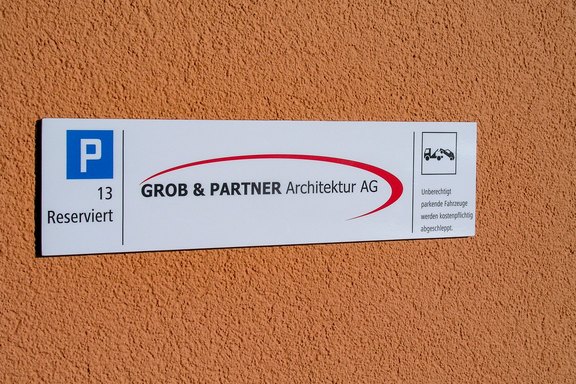 P
13
Reserviert
GROB & PARTNER Architektur AG
Unberechtigt
parkende Fahrzeuge
werden kostenpflichtig
abgeschleppt.